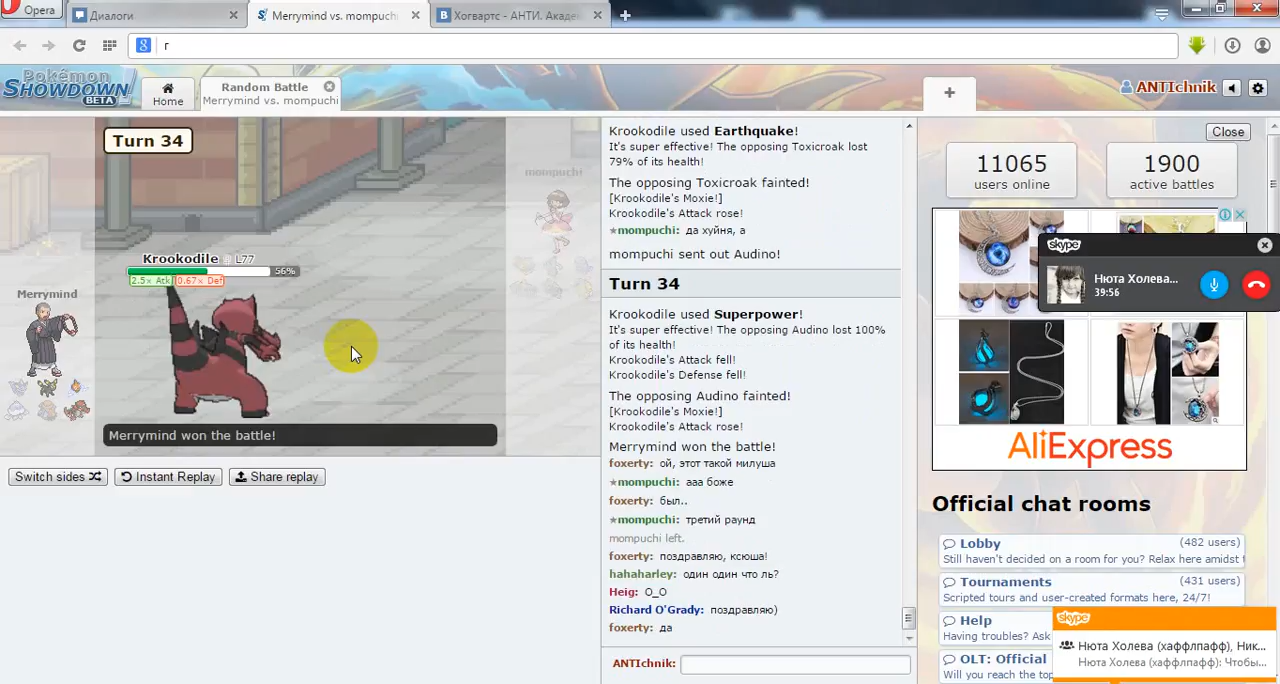 Opera
Диалоги
Merrymind vs. mompuchi
Хогвартс - АНТИ. Акаде
г
Pokémon
SHOWDOWN
BETA
Home
Random Battle
Merrymind vs. mompuchi
+
ANTIchnik
Turn 34
Krookodile L77
56%
2.5× Atk 0.67× Def
Merrymind
mompuchi
Merrymind won the battle!
Switch sides
Instant Replay
Share replay
Krookodile used Earthquake!
It's super effective! The opposing Toxicroak lost
79% of its health!
The opposing Toxicroak fainted!
[Krookodile's Moxie!]
Krookodile's Attack rose!
★mompuchi: да хуйня, а
mompuchi sent out Audino!
Turn 34
Krookodile used Superpower!
It's super effective! The opposing Audino lost 100%
of its health!
Krookodile's Attack fell!
Krookodile's Defense fell!
The opposing Audino fainted!
[Krookodile's Moxie!]
Krookodile's Attack rose!
Merrymind won the battle!
foxerty: ой, этот такой милуша
★mompuchi: ааа боже
foxerty: был..
★mompuchi: третий раунд
mompuchi left.
foxerty: поздравляю, ксюша!
hahaharley: один один что ль?
Heig: O_O
Richard O'Grady: поздравляю)
foxerty: да
ANTIchnik:
Close
11065
users online
1900
active battles
skype
Нюта Холева...
39:56
AliExpress
Official chat rooms
Lobby (482 users)
Still haven't decided on a room for you? Relax here amidst
Tournaments (431 users)
Scripted tours and user-created formats here, 24/7!
Help
Having troubles? Ask
OLT: Official
Will you reach the top
skype
Нюта Холева (хаффлпафф), Ник...
Нюта Холева (хаффлпафф): Чтобы...